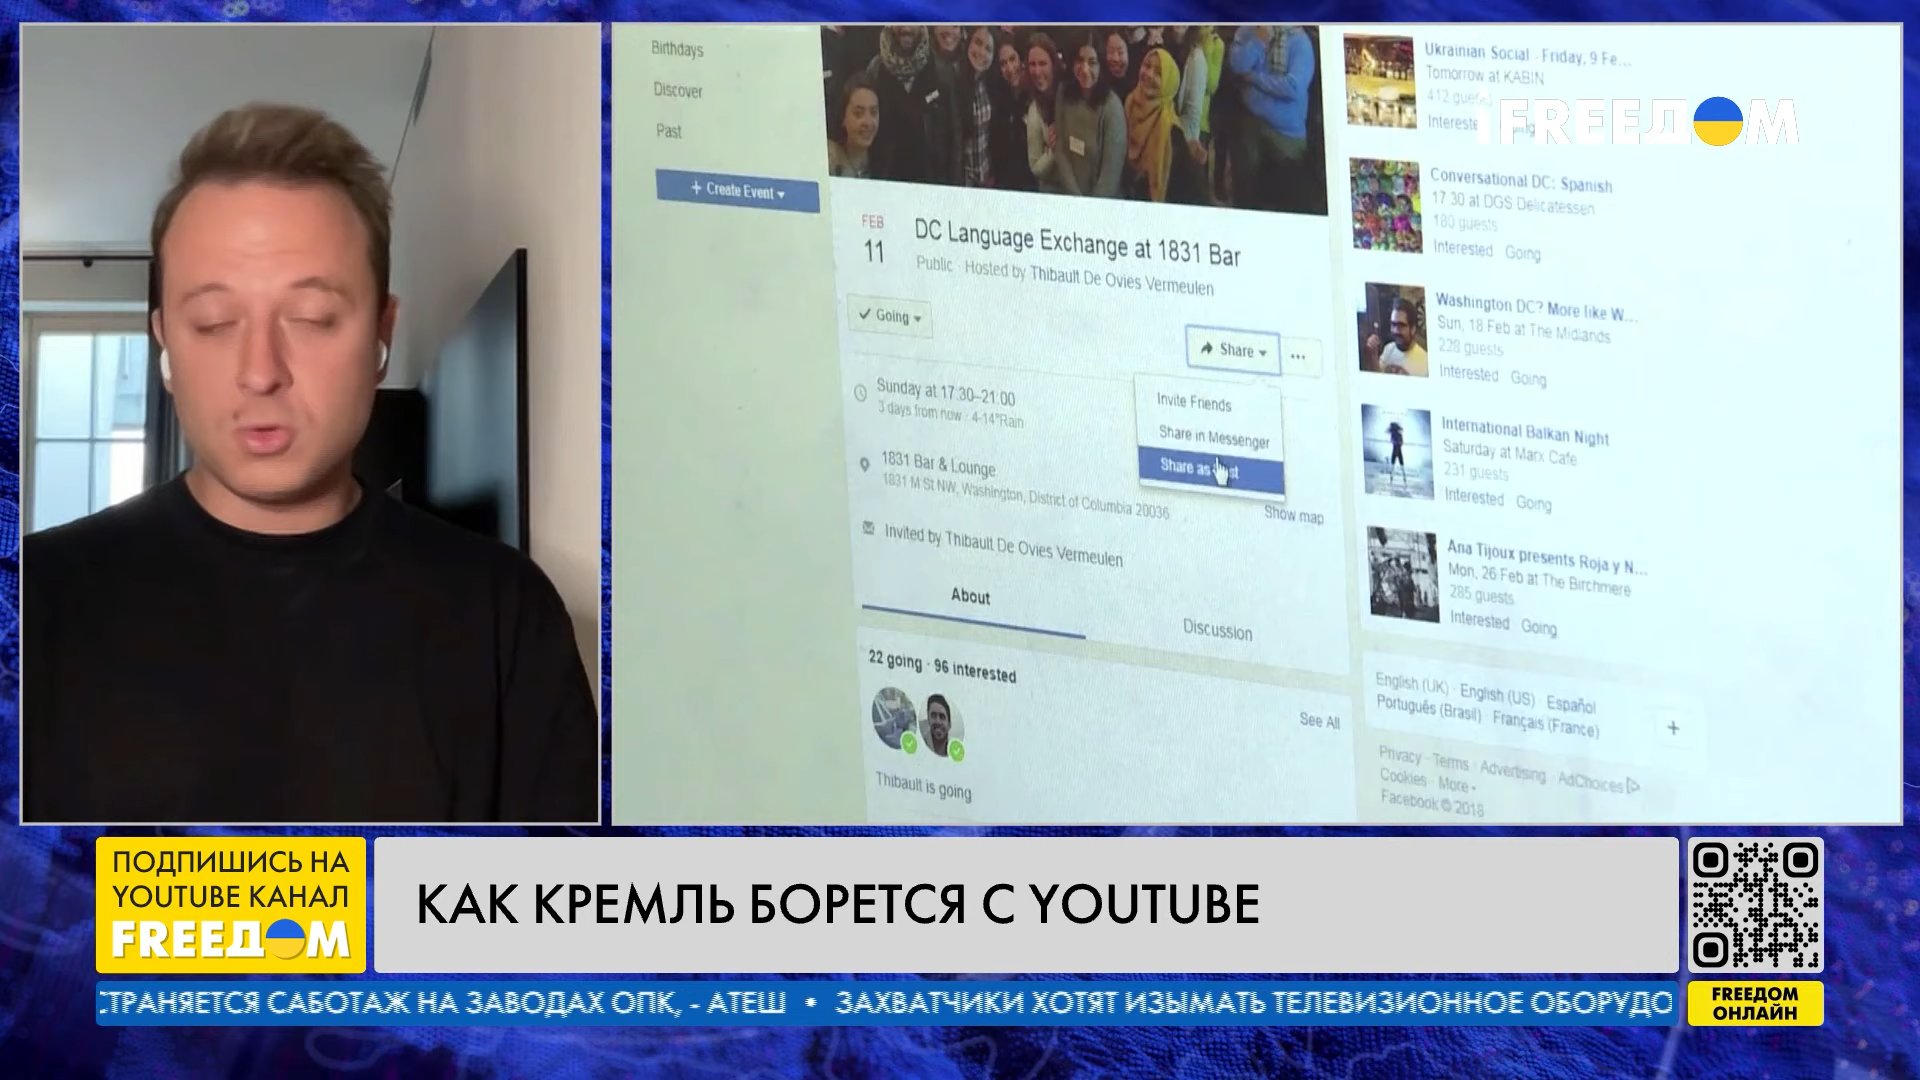 Birthdays
Discover
Past
+ Create Event
FEB
11
DC Language Exchange at 1831 Bar
Public · Hosted by Thibault De Ovies Vermeulen
Going
Share
...
Invite Friends
Share in Messenger
Share as
Sunday at 17:30–21:00
3 days from now · 4-14° Rain
1831 Bar & Lounge
1831 M St NW, Washington, District of Columbia 20036
Show map
Invited by Thibault De Ovies Vermeulen
About
Discussion
22 going · 96 interested
See All
Thibault is going
Ukrainian Social - Friday, 9 Fe...
Tomorrow at KABIN
412
iFREEДОМ
Conversational DC: Spanish
17:30 at DGS Delicatessen
180 guests
Interested Going
Washington DC? More like W...
Sun, 18 Feb at The Midlands
228 guests
Interested Going
International Balkan Night
Saturday at Marx Cafe
231 guests
Interested Going
Ana Tijoux presents Roja y N...
Mon, 26 Feb at The Birchmere
285 guests
Interested Going
English (UK) · English (US) · Español
Português (Brasil) · Français (France)
+
Privacy · Terms · Advertising · AdChoices
Cookies · More
Facebook © 2018
ПОДПИШИСЬ НА
YOUTUBE КАНАЛ
FREEДОМ
КАК КРЕМЛЬ БОРЕТСЯ С YOUTUBE
СТРАНЯЕТСЯ САБОТАЖ НА ЗАВОДАХ ОПК, - АТЕШ • ЗАХВАТЧИКИ ХОТЯТ ИЗЫМАТЬ ТЕЛЕВИЗИОННОЕ ОБОРУДО
FREEДОМ
ОНЛАЙН